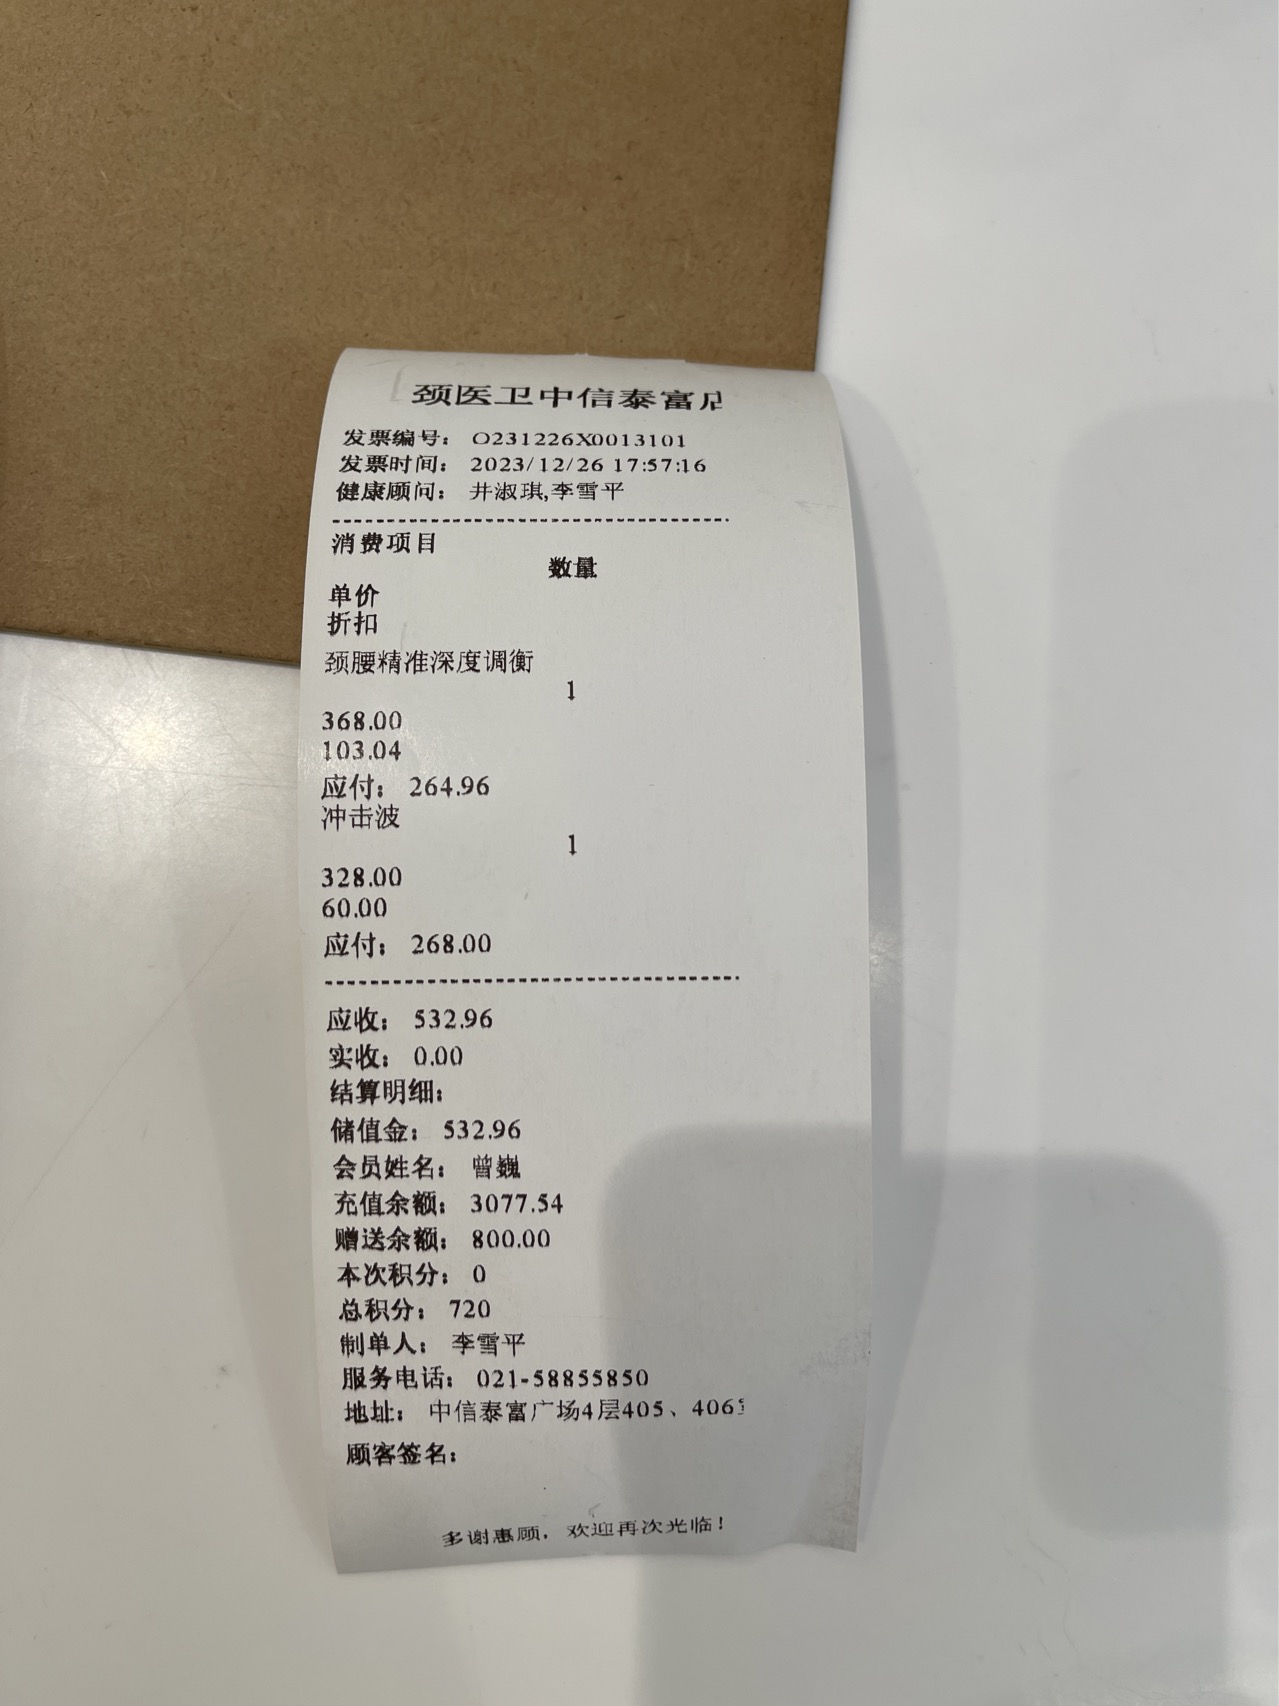 颈医卫中信泰富店
发票编号： O231226X0013101
发票时间： 2023/12/26 17:57:16
健康顾问： 井淑琪,李雪平
消费项目
数量
单价
折扣
颈腰精准深度调衡
1
368.00
103.04
应付： 264.96
冲击波
1
328.00
60.00
应付： 268.00
应收： 532.96
实收： 0.00
结算明细：
储值金： 532.96
会员姓名： 曾巍
充值余额： 3077.54
赠送余额： 800.00
本次积分： 0
总积分： 720
制单人： 李雪平
服务电话： 021-58855850
地址： 中信泰富广场4层405、406
顾客签名：
多谢惠顾，欢迎再次光临！